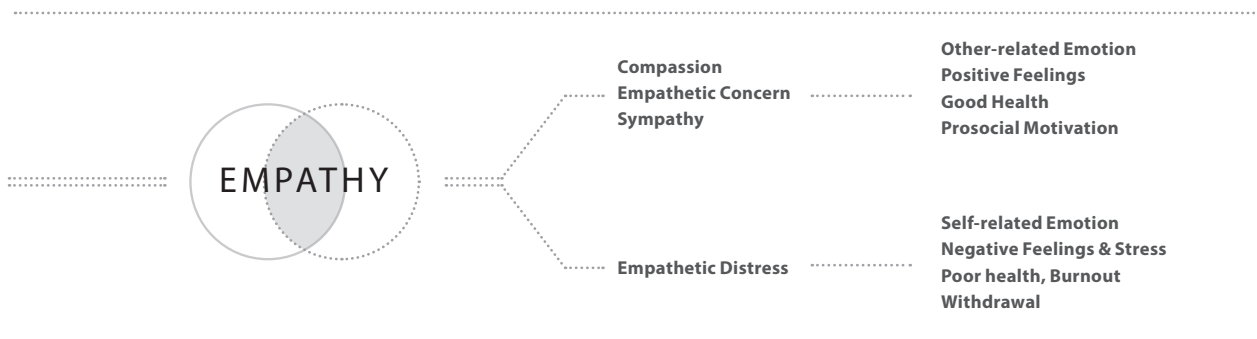 EMPATHY
Compassion
Empathetic Concern
Sympathy
Other-related Emotion
Positive Feelings
Good Health
Prosocial Motivation
Empathetic Distress
Self-related Emotion
Negative Feelings & Stress
Poor health, Burnout
Withdrawal